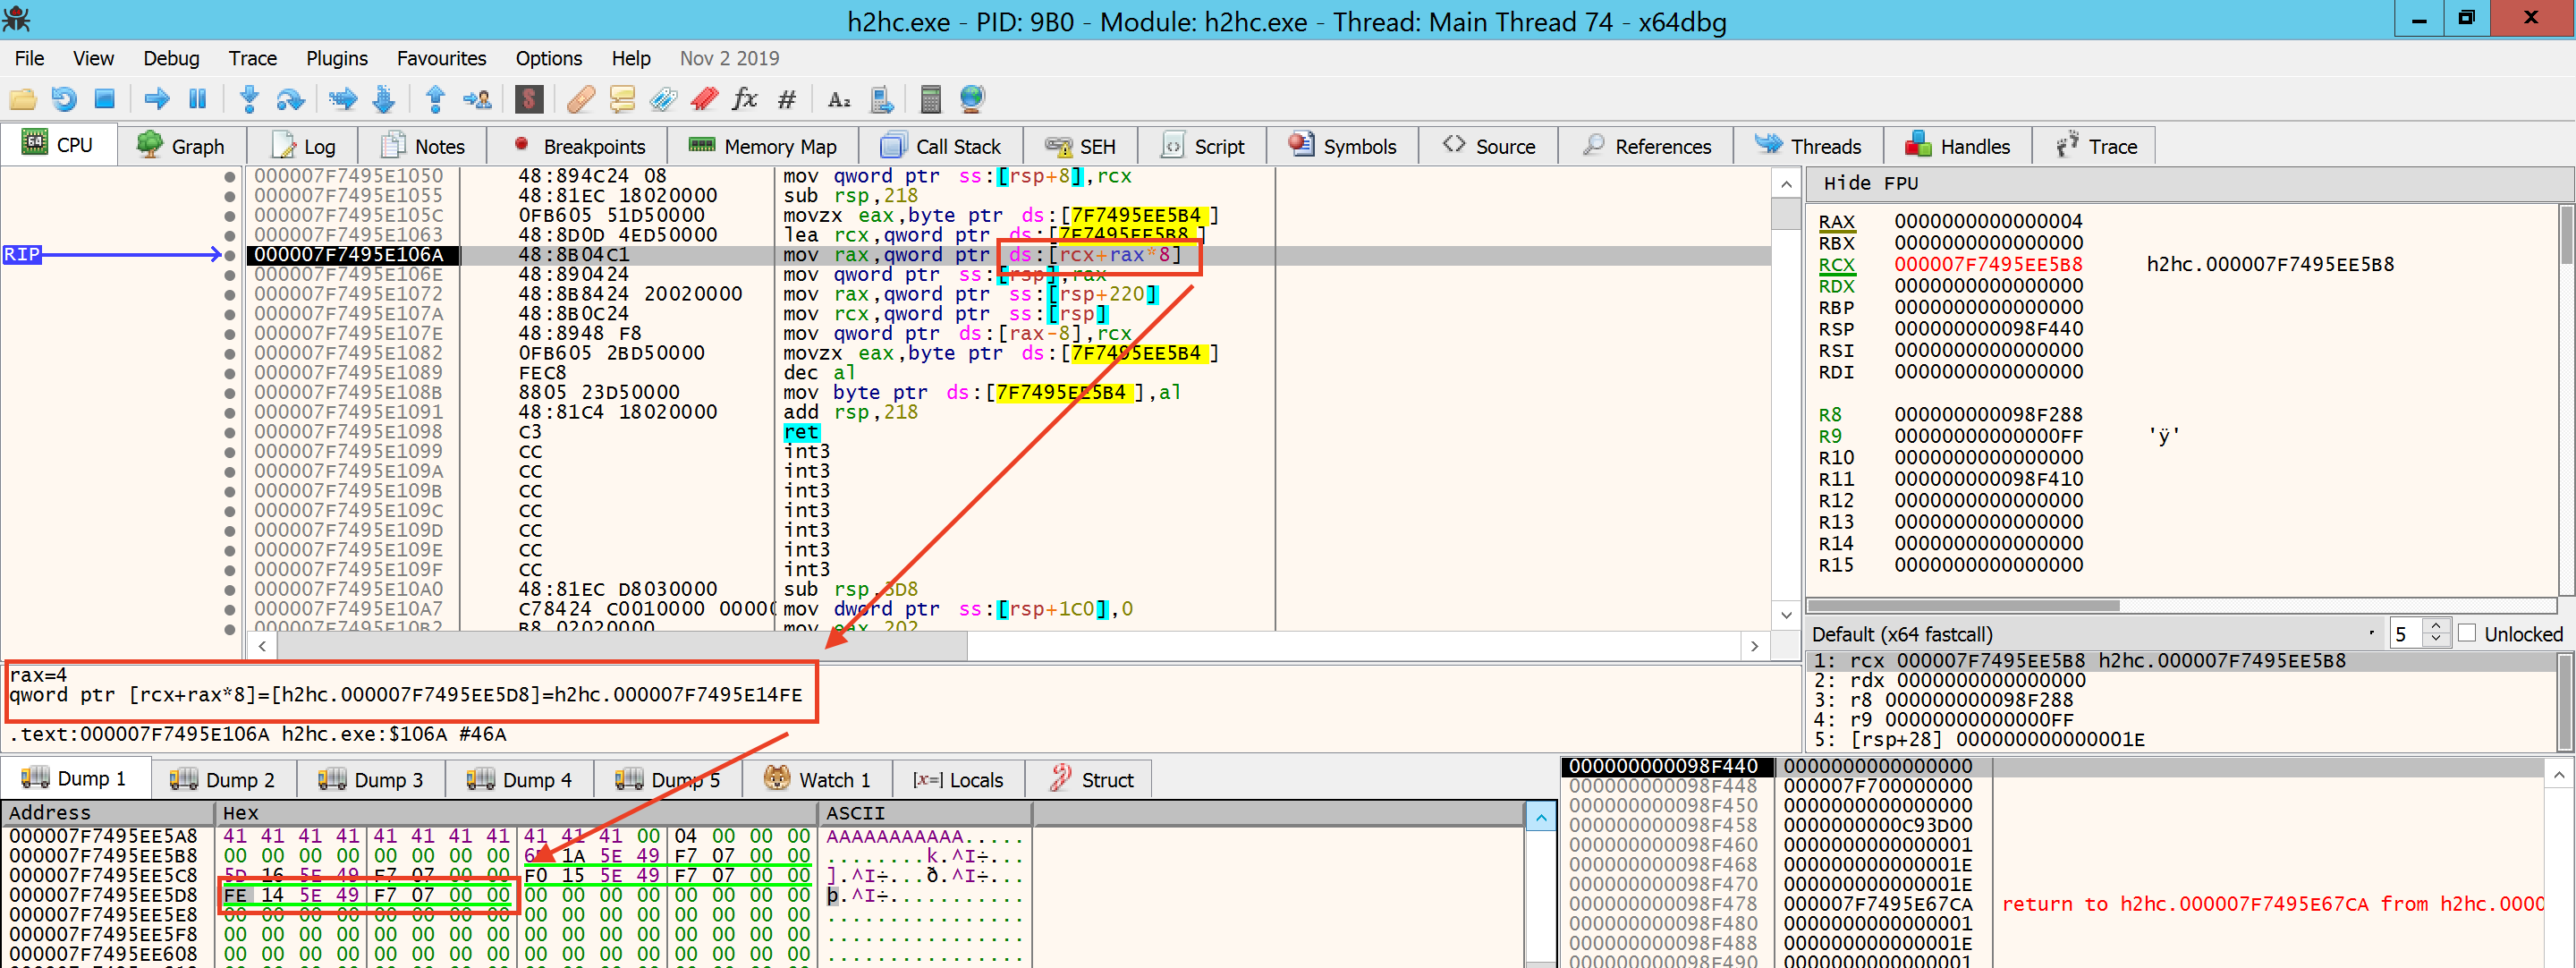 h2hc.exe - PID: 9B0 - Module: h2hc.exe - Thread: Main Thread 74 - x64dbg
File View Debug Trace Plugins Favourites Options Help Nov 2 2019
CPU Graph Log Notes Breakpoints Memory Map Call Stack SEH Script Symbols Source References Threads Handles Trace
RIP
000007F7495E1050 48:894C24 08 mov qword ptr ss:[rsp+8],rcx
000007F7495E1055 48:81EC 18020000 sub rsp,218
000007F7495E105C 0FB605 51D50000 movzx eax,byte ptr ds:[7F7495EE5B4]
000007F7495E1063 48:8D0D 4ED50000 lea rcx,qword ptr ds:[7F7495EE5B8]
000007F7495E106A 48:8B04C1 mov rax,qword ptr ds:[rcx+rax*8]
000007F7495E106E 48:890424 mov qword ptr ss:[rsp],rax
000007F7495E1072 48:8B8424 20020000 mov rax,qword ptr ss:[rsp+220]
000007F7495E107A 48:8B0C24 mov rcx,qword ptr ss:[rsp]
000007F7495E107E 48:8948 F8 mov qword ptr ds:[rax-8],rcx
000007F7495E1082 0FB605 2BD50000 movzx eax,byte ptr ds:[7F7495EE5B4]
000007F7495E1089 FEC8 dec al
000007F7495E108B 8805 23D50000 mov byte ptr ds:[7F7495EE5B4],al
000007F7495E1091 48:81C4 18020000 add rsp,218
000007F7495E1098 C3 ret
000007F7495E1099 CC int3
000007F7495E109A CC int3
000007F7495E109B CC int3
000007F7495E109C CC int3
000007F7495E109D CC int3
000007F7495E109E CC int3
000007F7495E109F CC int3
000007F7495E10A0 48:81EC D8030000 sub rsp,3D8
000007F7495E10A7 C78424 C0010000 0000 mov dword ptr ss:[rsp+1C0],0
000007F7495E10B2 B8 02020000 mov eax,202
Hide FPU
RAX 0000000000000004
RBX 0000000000000000
RCX 000007F7495EE5B8 h2hc.000007F7495EE5B8
RDX 0000000000000000
RBP 0000000000000000
RSP 000000000098F440
RSI 0000000000000000
RDI 0000000000000000
R8 000000000098F288
R9 00000000000000FF 'ÿ'
R10 0000000000000000
R11 000000000098F410
R12 0000000000000000
R13 0000000000000000
R14 0000000000000000
R15 0000000000000000
Default (x64 fastcall) 5 Unlocked
1: rcx 000007F7495EE5B8 h2hc.000007F7495EE5B8
2: rdx 0000000000000000
3: r8 000000000098F288
4: r9 00000000000000FF
5: [rsp+28] 000000000000001E
rax=4
qword ptr [rcx+rax*8]=[h2hc.000007F7495EE5D8]=h2hc.000007F7495E14FE
.text:000007F7495E106A h2hc.exe:$106A #46A
Dump 1 Dump 2 Dump 3 Dump 4 Dump 5 Watch 1 [x=] Locals Struct
Address Hex ASCII
000007F7495EE5A8 41 41 41 41 41 41 41 41 41 41 41 00 04 00 00 00 AAAAAAAAAAA.....
000007F7495EE5B8 00 00 00 00 00 00 00 00 1A 5E 49 F7 07 00 00 ........k.^I÷...
000007F7495EE5C8 5D 16 5E 49 F7 07 00 00 F0 15 5E 49 F7 07 00 00 ].^I÷...ð.^I÷...
000007F7495EE5D8 FE 14 5E 49 F7 07 00 00 00 00 00 00 00 00 00 00 þ.^I÷...........
000007F7495EE5E8 00 00 00 00 00 00 00 00 00 00 00 00 00 00 00 00 ................
000007F7495EE5F8 00 00 00 00 00 00 00 00 00 00 00 00 00 00 00 00 ................
000007F7495EE608 00 00 00 00 00 00 00 00 00 00 00 00 00 00 00 00 ................
000000000098F440 0000000000000000
000000000098F448 000007F700000000
000000000098F450 0000000000000000
000000000098F458 0000000000C93D00
000000000098F460 0000000000000001
000000000098F468 000000000000001E
000000000098F470 000000000000001E
000000000098F478 000007F7495E67CA return to h2hc.000007F7495E67CA from h2hc.0000
000000000098F480 0000000000000001
000000000098F488 000000000000001E
000000000098F490 0000000000000001